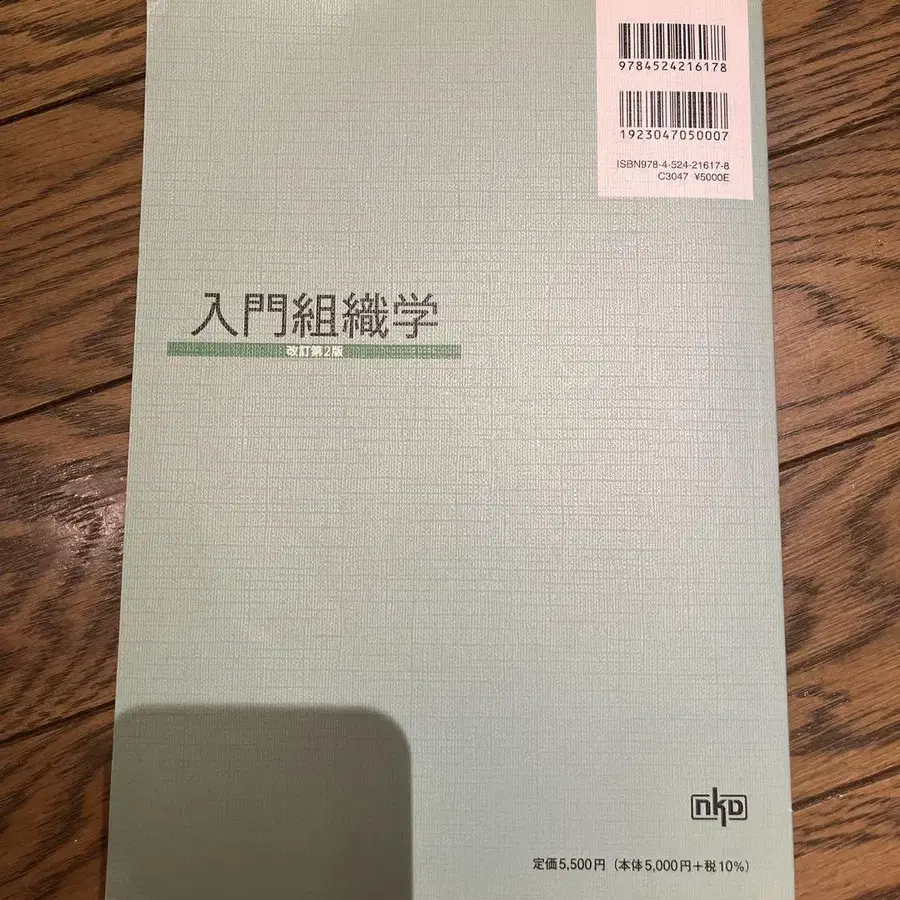 9784524216178
1923047050007
ISBN978-4-524-21617-8
C3047 ¥5000E
入門組織学
改訂第2版
nkD
定価5,500円（本体5,000円＋税10%）